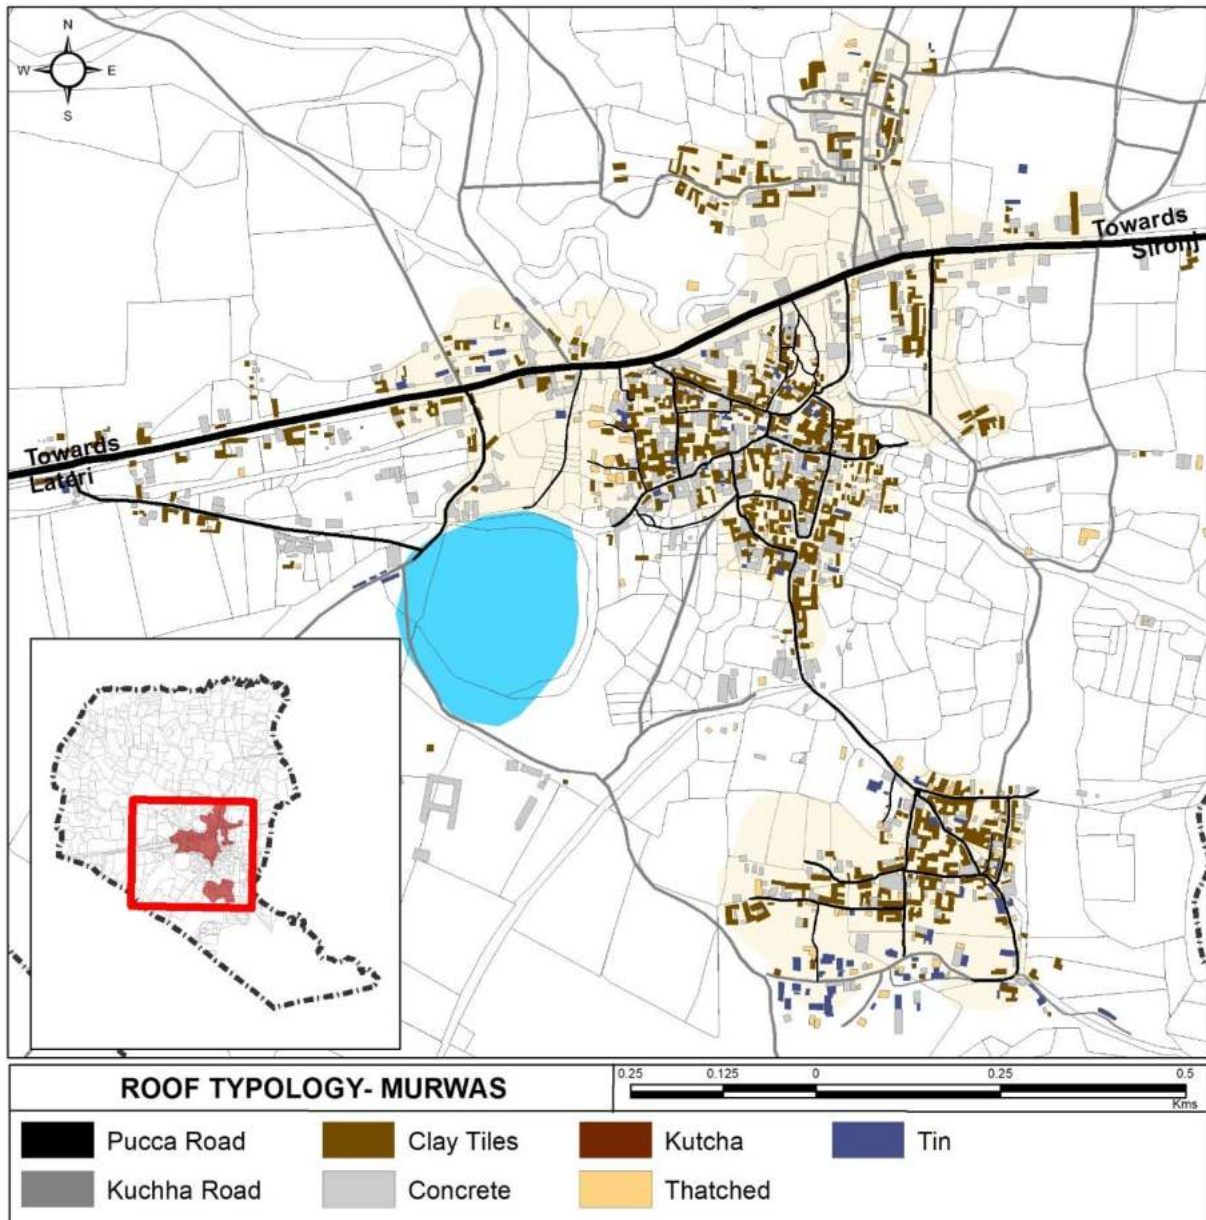 N
W E
S
Towards
Sironj
Towards
Lateri
ROOF TYPOLOGY- MURWAS
0.25 0.125 0 0.25 0.5
Kms
Pucca Road Clay Tiles Kutcha Tin
Kuchha Road Concrete Thatched